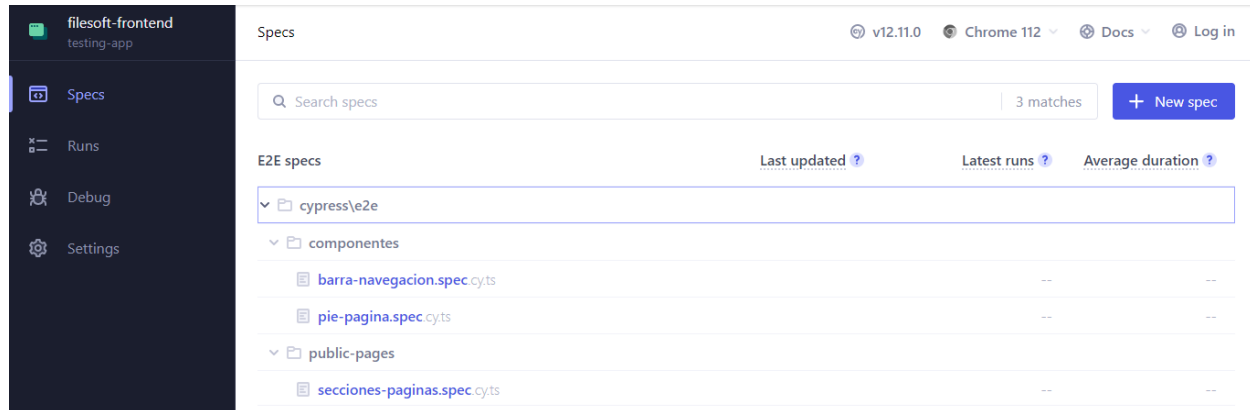 filesoft-frontend
testing-app
Specs
Runs
Debug
Settings
Specs
cy v12.11.0 Chrome 112 Docs Log in
Search specs 3 matches + New spec
E2E specs Last updated ? Latest runs ? Average duration ?
cypress\e2e
componentes
barra-navegacion.spec.cy.ts -- --
pie-pagina.spec.cy.ts -- --
public-pages
secciones-paginas.spec.cy.ts -- --